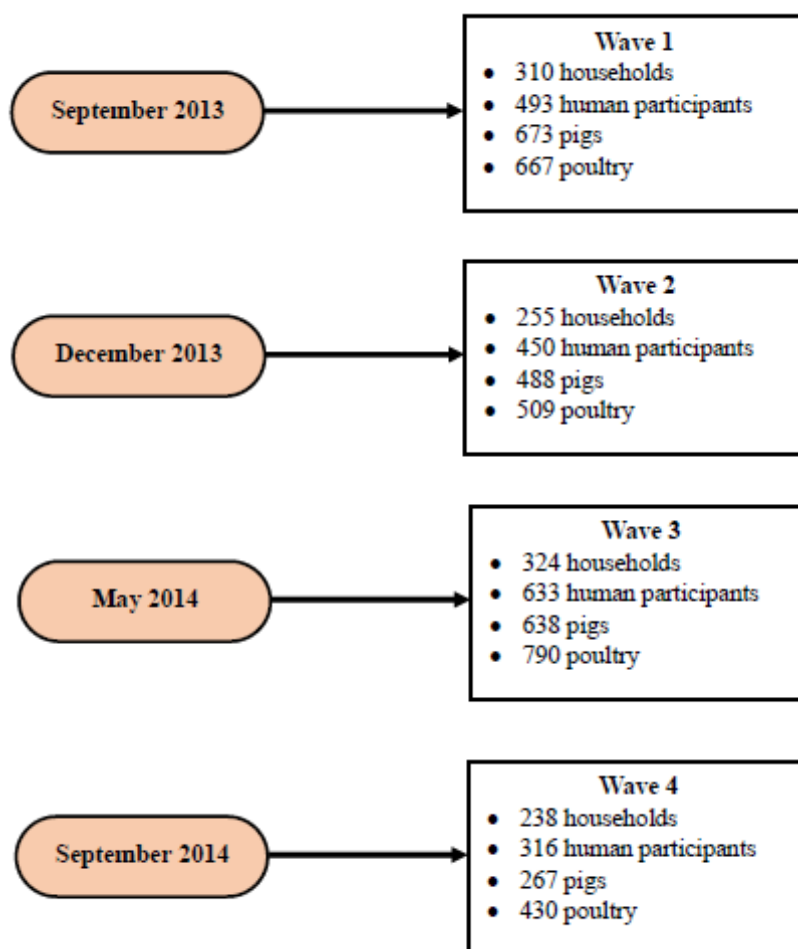 September 2013
Wave 1
• 310 households
• 493 human participants
• 673 pigs
• 667 poultry
December 2013
Wave 2
• 255 households
• 450 human participants
• 488 pigs
• 509 poultry
May 2014
Wave 3
• 324 households
• 633 human participants
• 638 pigs
• 790 poultry
September 2014
Wave 4
• 238 households
• 316 human participants
• 267 pigs
• 430 poultry